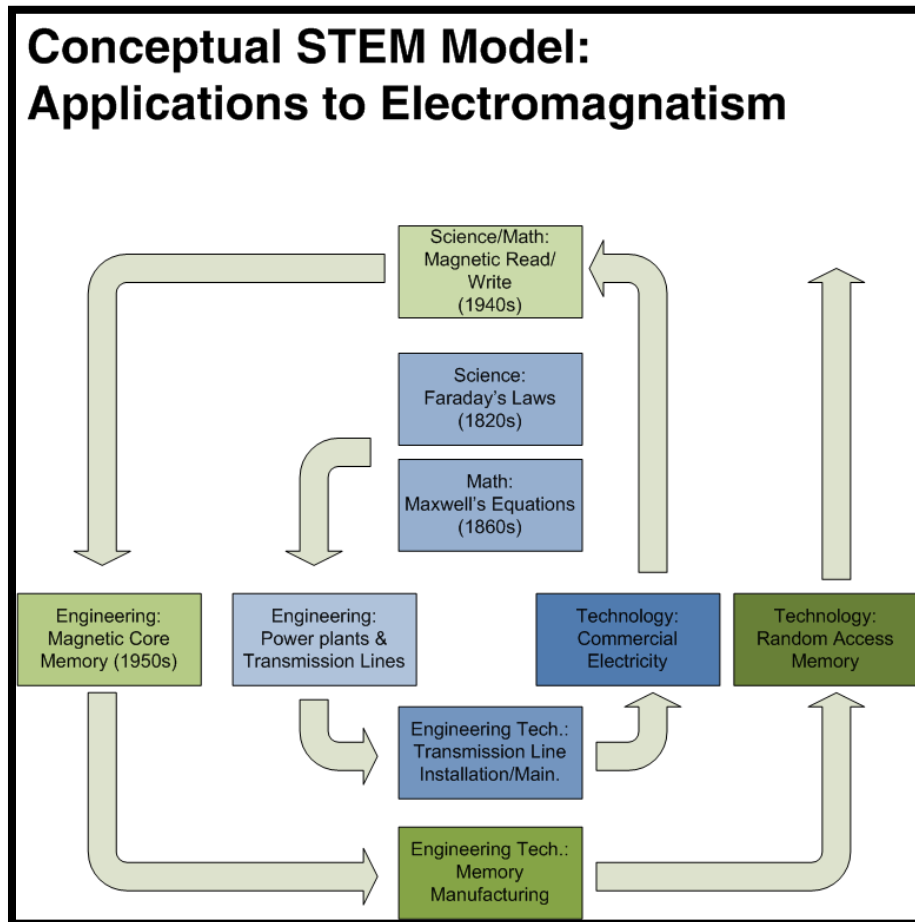 Conceptual STEM Model:
Applications to Electromagnatism
Science/Math:
Magnetic Read/
Write
(1940s)
Science:
Faraday's Laws
(1820s)
Math:
Maxwell's Equations
(1860s)
Engineering:
Magnetic Core
Memory (1950s)
Engineering:
Power plants &
Transmission Lines
Technology:
Commercial
Electricity
Technology:
Random Access
Memory
Engineering Tech.:
Transmission Line
Installation/Main.
Engineering Tech.:
Memory
Manufacturing